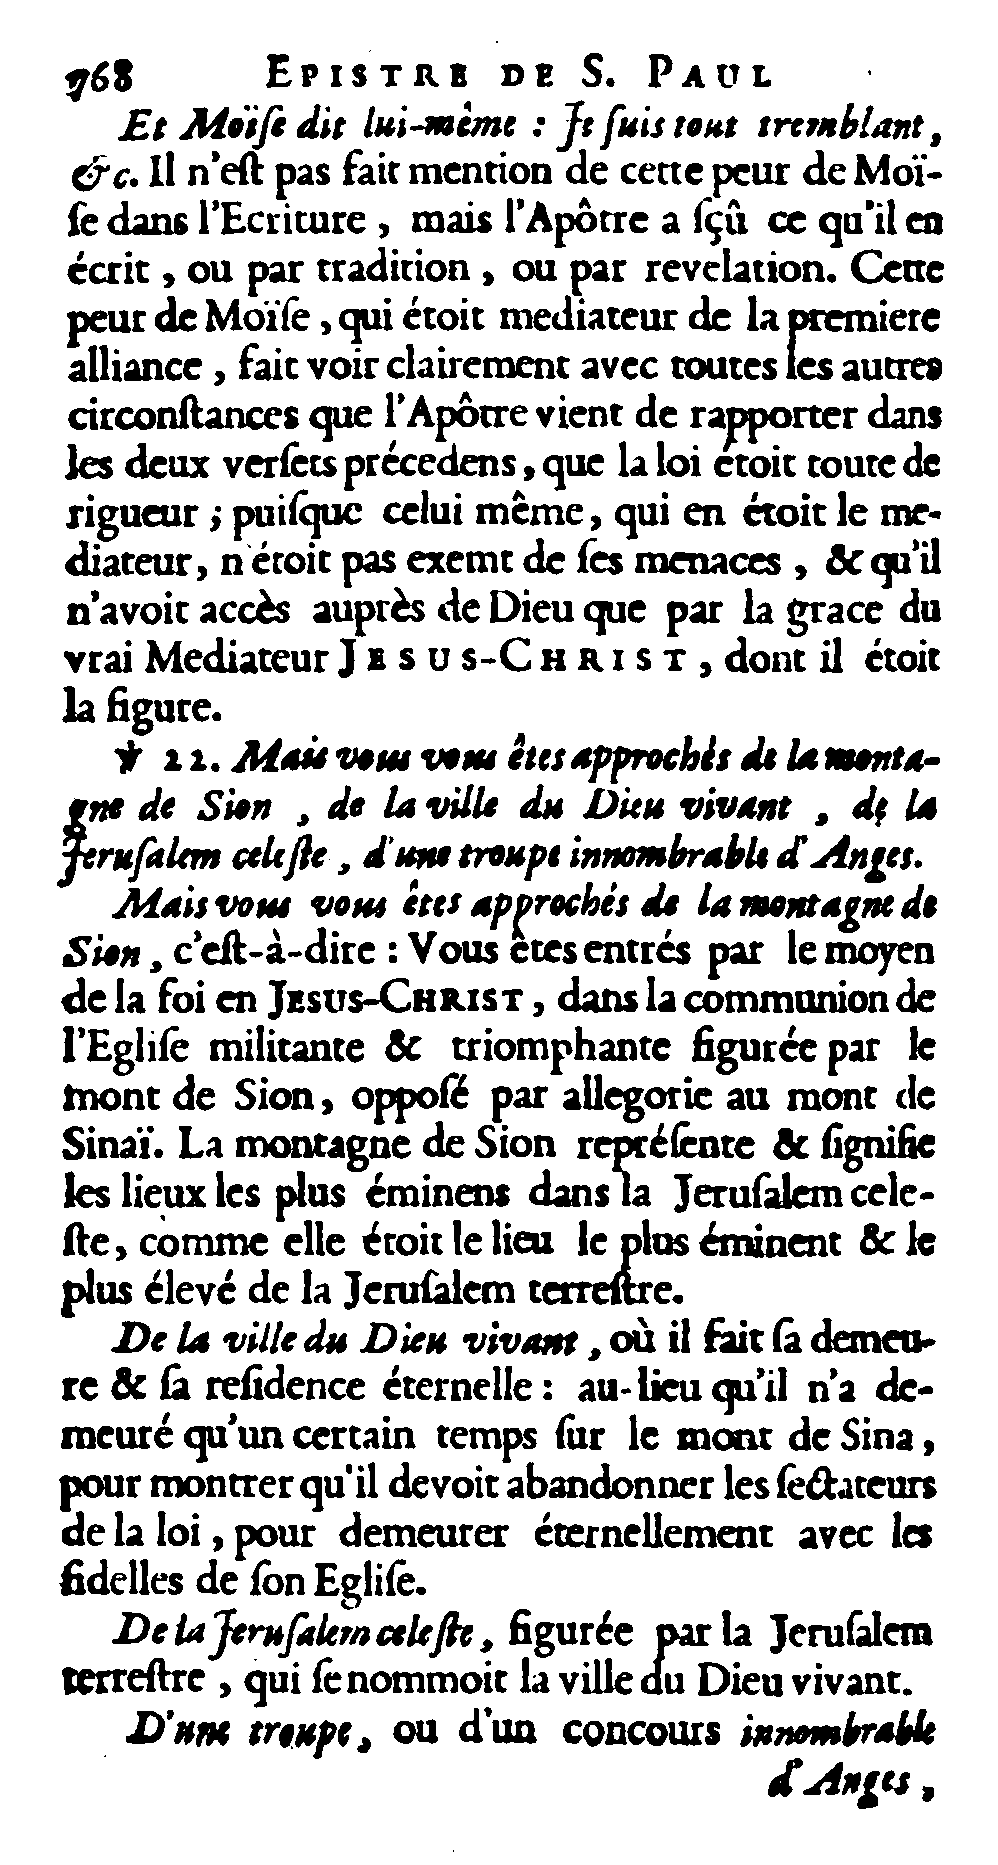 968 EPISTRE DE S. PAUL
Et Moïſe dit lui-même : Je ſuis tout tremblant,
&c. Il n'eſt pas fait mention de cette peur de Moï-
ſe dans l'Ecriture, mais l'Apôtre a ſçû ce qu'il en
écrit, ou par tradition, ou par revelation. Cette
peur de Moïſe, qui étoit mediateur de la premiere
alliance, fait voir clairement avec toutes les autres
circonſtances que l'Apôtre vient de rapporter dans
les deux verſets précedens, que la loi étoit toute de
rigueur ; puiſque celui même, qui en étoit le me-
diateur, n'étoit pas exemt de ſes menaces, & qu'il
n'avoit accès auprès de Dieu que par la grace du
vrai Mediateur JESUS-CHRIST, dont il étoit
la figure.
℣ 22. Mais vous vous êtes approchés de la monta-
gne de Sion, de la ville du Dieu vivant, de la
Jeruſalem celeſte, d'une troupe innombrable d'Anges.
Mais vous vous êtes approchés de la montagne de
Sion, c'eſt-à-dire : Vous êtes entrés par le moyen
de la foi en JESUS-CHRIST, dans la communion de
l'Egliſe militante & triomphante figurée par le
mont de Sion, oppoſé par allegorie au mont de
Sinaï. La montagne de Sion repréſente & ſignifie
les lieux les plus éminens dans la Jeruſalem cele-
ſte, comme elle étoit le lieu le plus éminent & le
plus élevé de la Jeruſalem terreſtre.
De la ville du Dieu vivant, où il fait ſa demeu-
re & ſa reſidence éternelle : au-lieu qu'il n'a de-
meuré qu'un certain temps ſur le mont de Sina,
pour montrer qu'il devoit abandonner les ſectateurs
de la loi, pour demeurer éternellement avec les
fidelles de ſon Egliſe.
De la Jeruſalem celeſte, figurée par la Jeruſalem
terreſtre, qui ſe nommoit la ville du Dieu vivant.
D'une troupe, ou d'un concours innombrable
d'Anges,